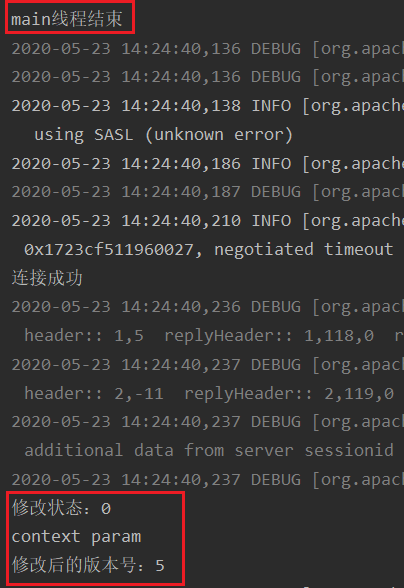 main线程结束
2020-05-23 14:24:40,136 DEBUG [org.apac
2020-05-23 14:24:40,136 DEBUG [org.apac
2020-05-23 14:24:40,138 INFO [org.apache
using SASL (unknown error)
2020-05-23 14:24:40,186 INFO [org.apache
2020-05-23 14:24:40,187 DEBUG [org.apach
2020-05-23 14:24:40,210 INFO [org.apache
0x1723cf511960027, negotiated timeout
连接成功
2020-05-23 14:24:40,236 DEBUG [org.apach
header:: 1,5 replyHeader:: 1,118,0 r
2020-05-23 14:24:40,237 DEBUG [org.apach
header:: 2,-11 replyHeader:: 2,119,0
2020-05-23 14:24:40,237 DEBUG [org.apach
additional data from server sessionid
2020-05-23 14:24:40,237 DEBUG [org.apach
修改状态：0
context param
修改后的版本号：5